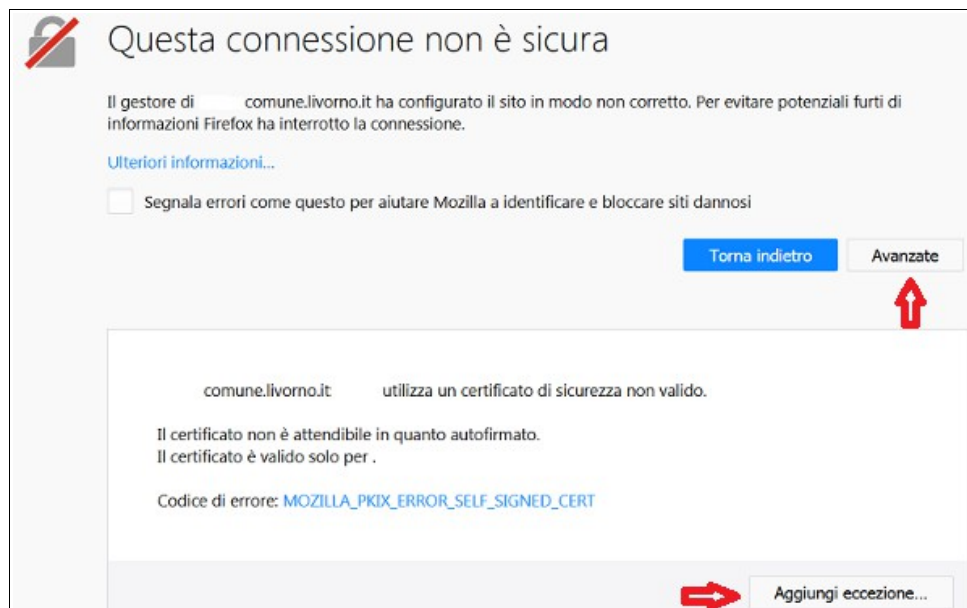 Questa connessione non è sicura
Il gestore di comune.livorno.it ha configurato il sito in modo non corretto. Per evitare potenziali furti di
informazioni Firefox ha interrotto la connessione.
Ulteriori informazioni...
Segnala errori come questo per aiutare Mozilla a identificare e bloccare siti dannosi
Torna indietro Avanzate
comune.livorno.it utilizza un certificato di sicurezza non valido.
Il certificato non è attendibile in quanto autofirmato.
Il certificato è valido solo per .
Codice di errore: MOZILLA_PKIX_ERROR_SELF_SIGNED_CERT
Aggiungi eccezione...